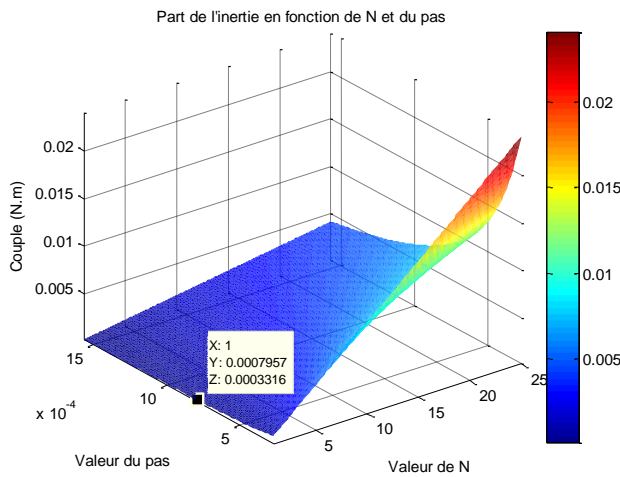 Part de l'inertie en fonction de N et du pas
0.02
0.015
0.01
0.005
Couple (N.m)
15
10
5
x 10^-4
Valeur du pas
X: 1
Y: 0.0007957
Z: 0.0003316
5
10
15
20
25
Valeur de N
0.02
0.015
0.01
0.005